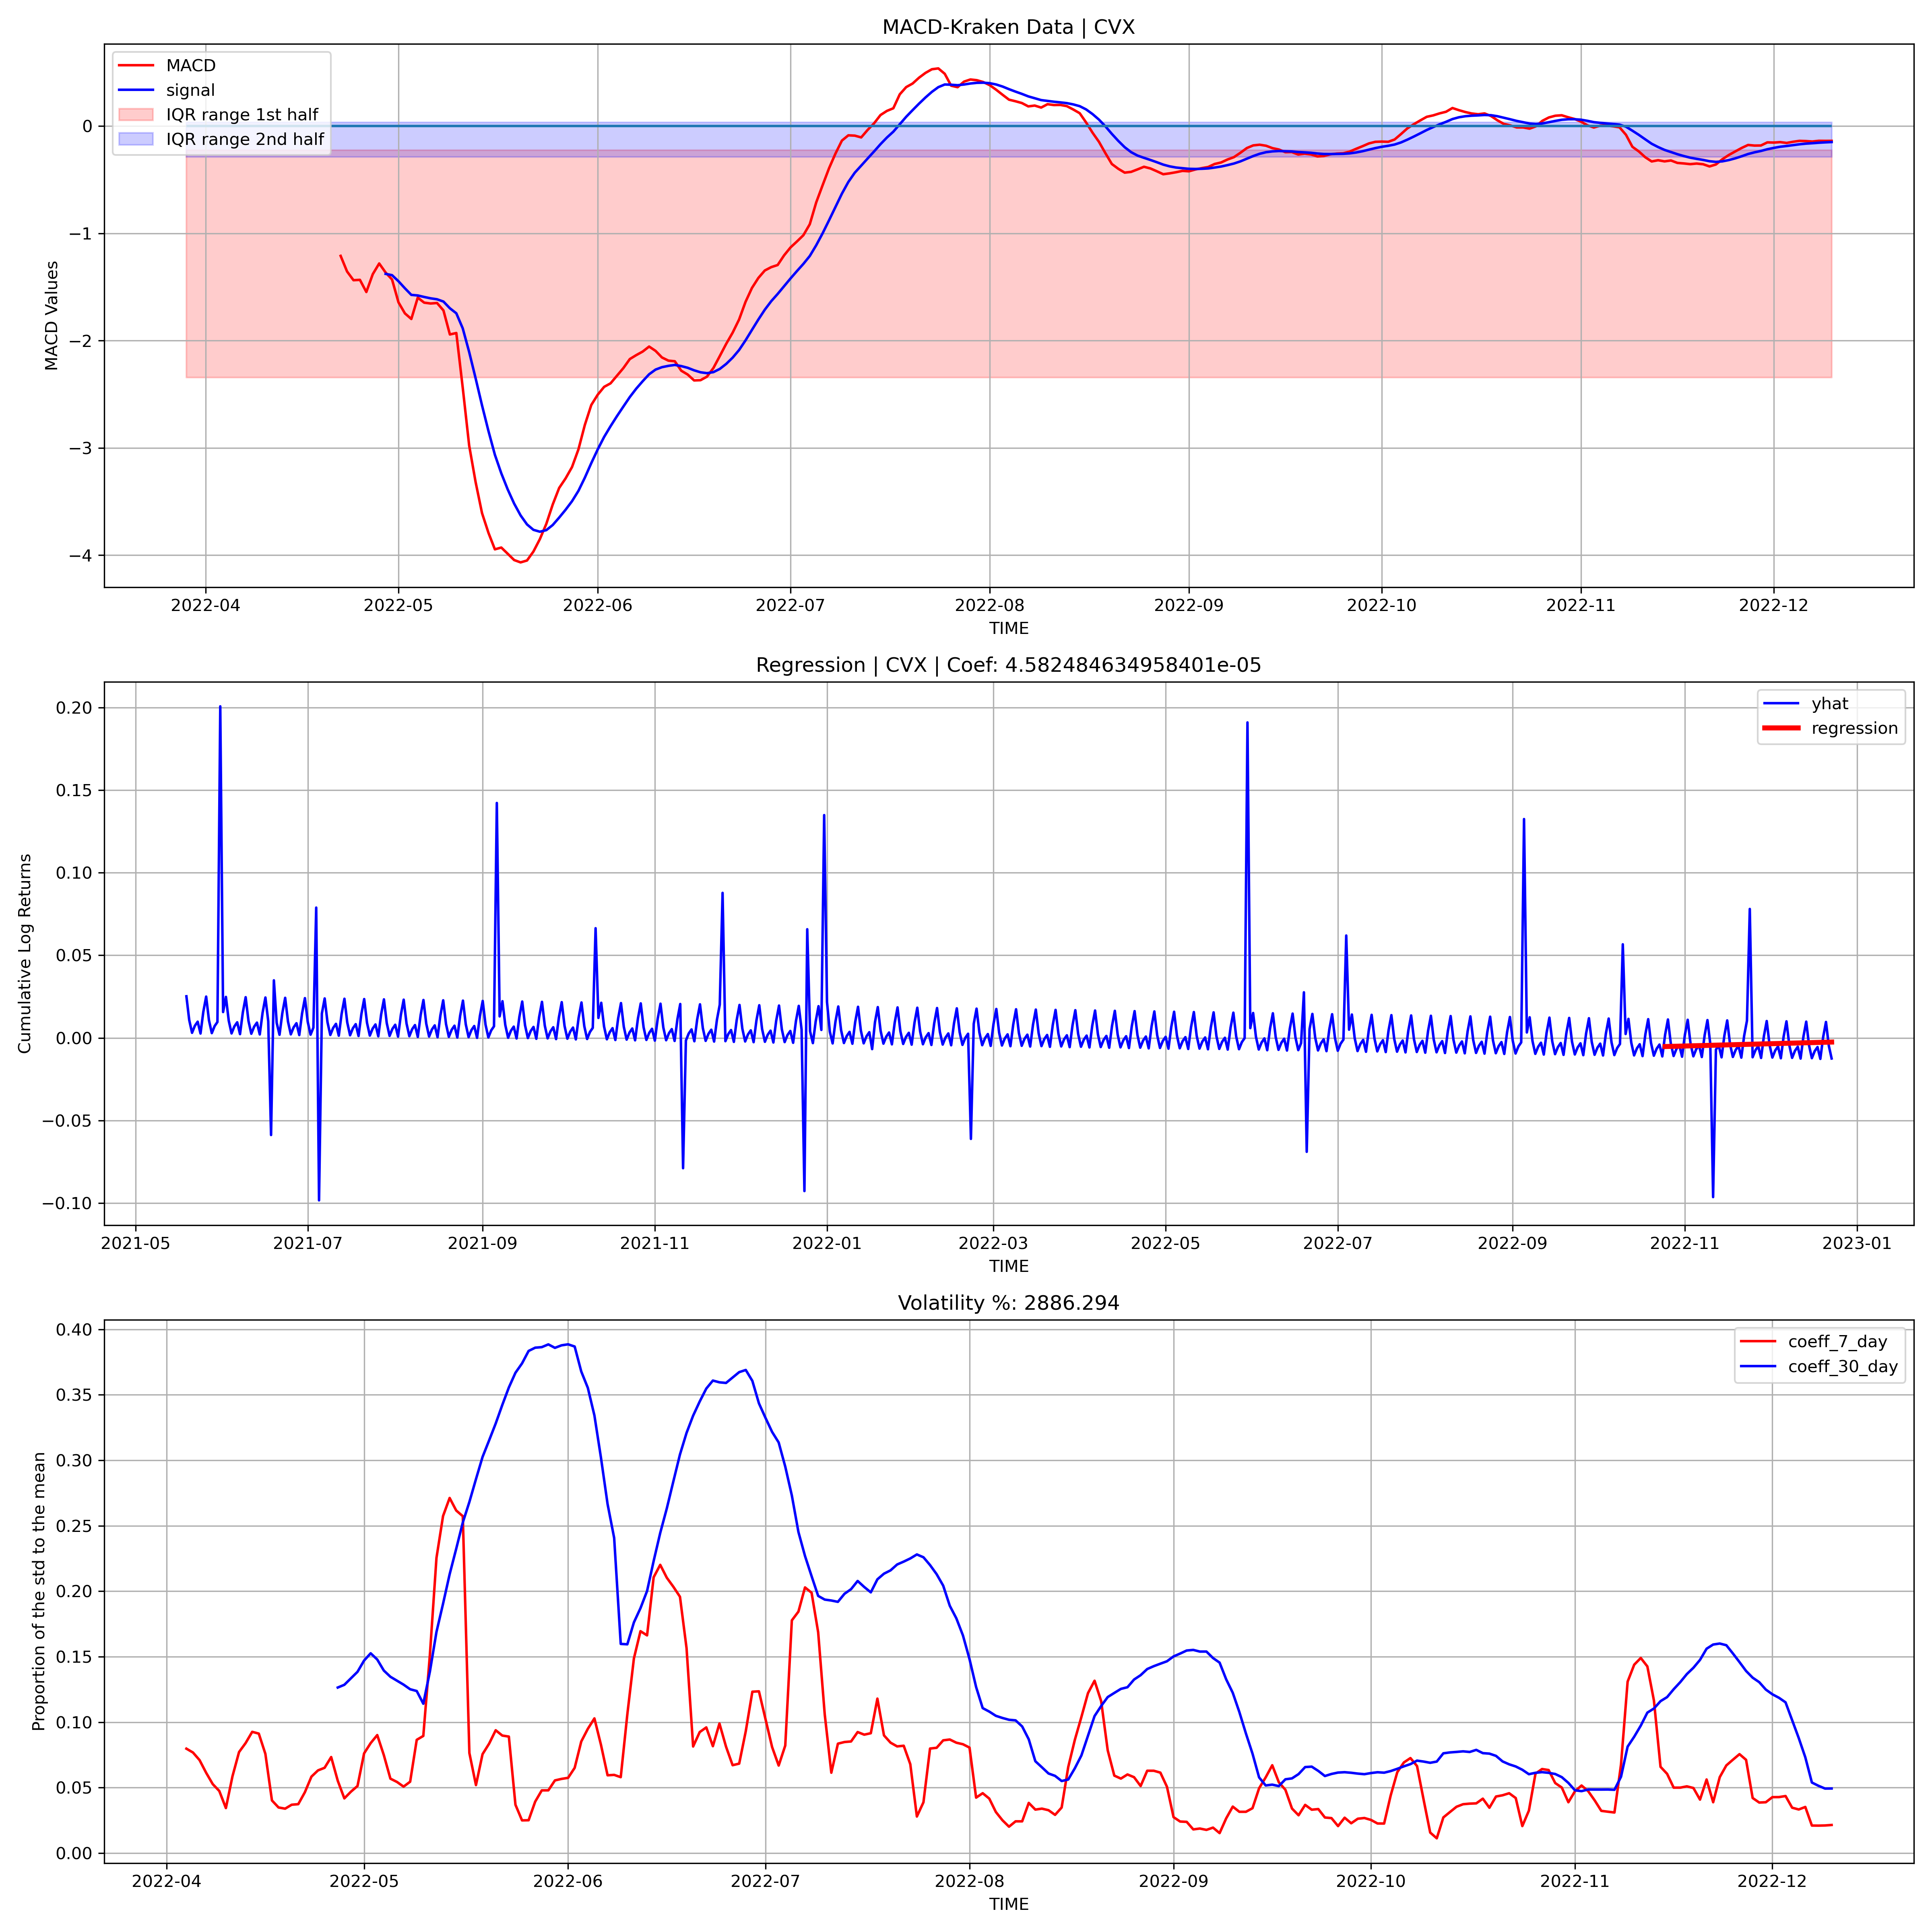 MACD-Kraken Data | CVX
MACD
signal
IQR range 1st half
IQR range 2nd half
MACD Values
0
−1
−2
−3
−4
2022-04 2022-05 2022-06 2022-07 2022-08 2022-09 2022-10 2022-11 2022-12
TIME
Regression | CVX | Coef: 4.582484634958401e-05
yhat
regression
Cumulative Log Returns
0.20
0.15
0.10
0.05
0.00
−0.05
−0.10
2021-05 2021-07 2021-09 2021-11 2022-01 2022-03 2022-05 2022-07 2022-09 2022-11 2023-01
TIME
Volatility %: 2886.294
coeff_7_day
coeff_30_day
Proportion of the std to the mean
0.40
0.35
0.30
0.25
0.20
0.15
0.10
0.05
0.00
2022-04 2022-05 2022-06 2022-07 2022-08 2022-09 2022-10 2022-11 2022-12
TIME